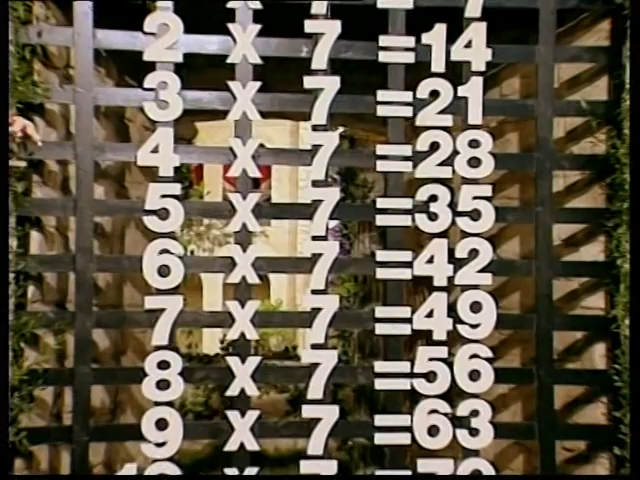 2 x 7 =14
3 x 7 =21
4 x 7 =28
5 x 7 =35
6 x 7 =42
7 x 7 =49
8 x 7 =56
9 x 7 =63